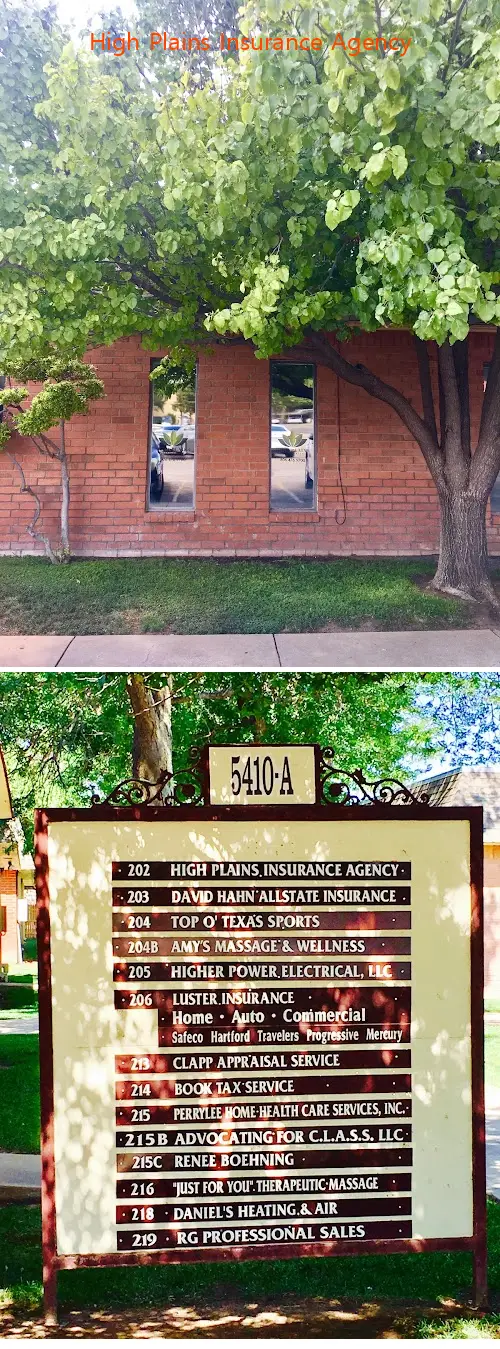 High Plains Insurance Agency
5410-A
202 HIGH PLAINS INSURANCE AGENCY
203 DAVID HAHN ALLSTATE INSURANCE
204 TOP O' TEXAS SPORTS
204B AMY'S MASSAGE & WELLNESS
205 HIGHER POWER ELECTRICAL, LLC
206 LUSTER INSURANCE
Home • Auto • Commercial
Safeco Hartford Travelers Progressive Mercury
213 CLAPP APPRAISAL SERVICE
214 BOOK TAX SERVICE
215 PERRYLEE HOME HEALTH CARE SERVICES, INC.
215B ADVOCATING FOR C.L.A.S.S. LLC
215C RENEE BOEHNING
216 "JUST FOR YOU" THERAPEUTIC MASSAGE
218 DANIEL'S HEATING & AIR
219 RG PROFESSIONAL SALES